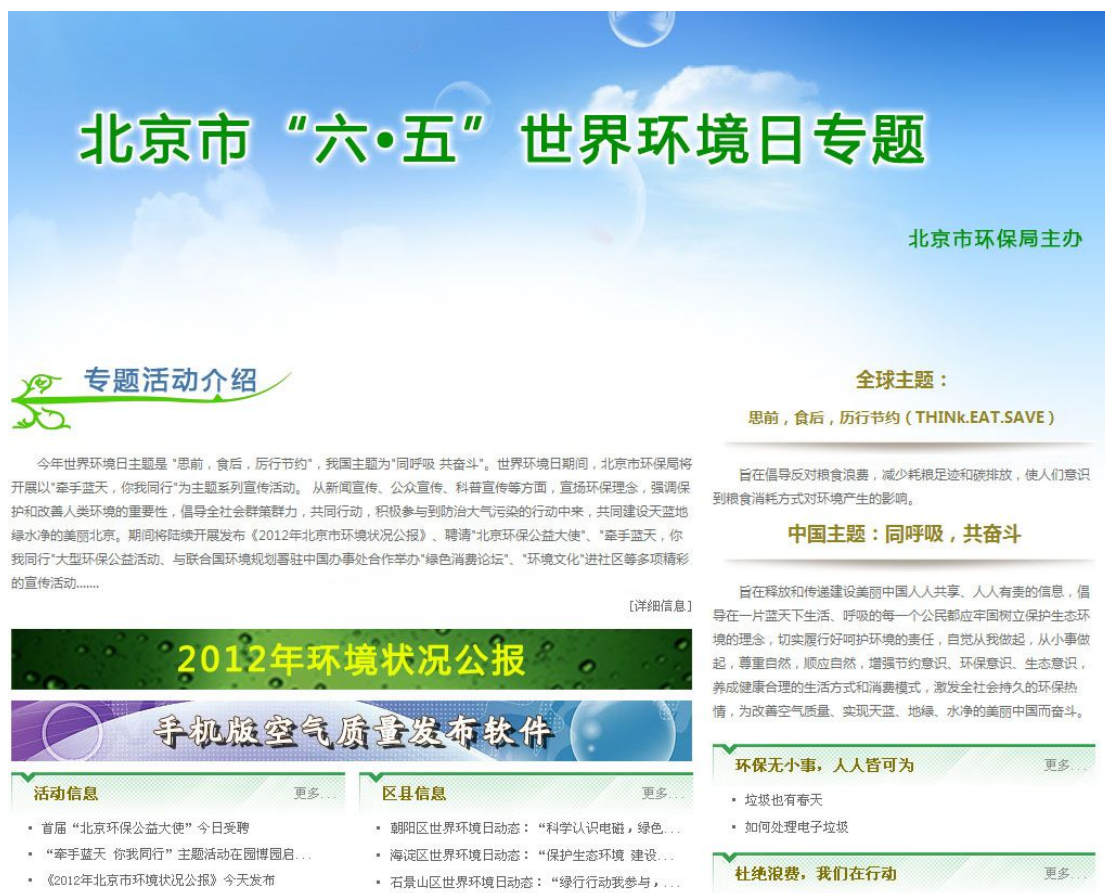 北京市“六•五”世界环境日专题
北京市环保局主办
专题活动介绍
今年世界环境日主题是 "思前，食后，厉行节约"，我国主题为"同呼吸 共奋斗"。世界环境日期间，北京市环保局将
开展以"牵手蓝天，你我同行"为主题系列宣传活动。 从新闻宣传、公众宣传、科普宣传等方面，宣扬环保理念，强调保
护和改善人类环境的重要性，倡导全社会群策群力，共同行动，积极参与到防治大气污染的行动中来，共同建设天蓝地
绿水净的美丽北京。期间将陆续开展发布《2012年北京市环境状况公报》、聘请"北京环保公益大使"、"牵手蓝天，你
我同行"大型环保公益活动、与联合国环境规划署驻中国办事处合作举办"绿色消费论坛"、"环境文化"进社区等多项精彩
的宣传活动.......
[详细信息]
2012年环境状况公报
手机版空气质量发布软件
活动信息 更多...
▪ 首届“北京环保公益大使”今日受聘
▪ “牵手蓝天 你我同行”主题活动在园博园启...
▪ 《2012年北京市环境状况公报》今天发布
区县信息 更多...
▪ 朝阳区世界环境日动态：“科学认识电磁，绿色...
▪ 海淀区世界环境日动态：“保护生态环境 建设...
▪ 石景山区世界环境日动态：“绿行行动我参与，...
全球主题：
思前，食后，历行节约（THINk.EAT.SAVE）
旨在倡导反对粮食浪费，减少耗粮足迹和碳排放，使人们意识
到粮食消耗方式对环境产生的影响。
中国主题：同呼吸，共奋斗
旨在释放和传递建设美丽中国人人共享、人人有责的信息，倡
导在一片蓝天下生活、呼吸的每一个公民都应牢固树立保护生态环
境的理念，切实履行好呵护环境的责任，自觉从我做起，从小事做
起，尊重自然，顺应自然，增强节约意识、环保意识、生态意识，
养成健康合理的生活方式和消费模式，激发全社会持久的环保热
情，为改善空气质量、实现天蓝、地绿、水净的美丽中国而奋斗。
环保无小事，人人皆可为 更多...
▪ 垃圾也有春天
▪ 如何处理电子垃圾
杜绝浪费，我们在行动 更多...